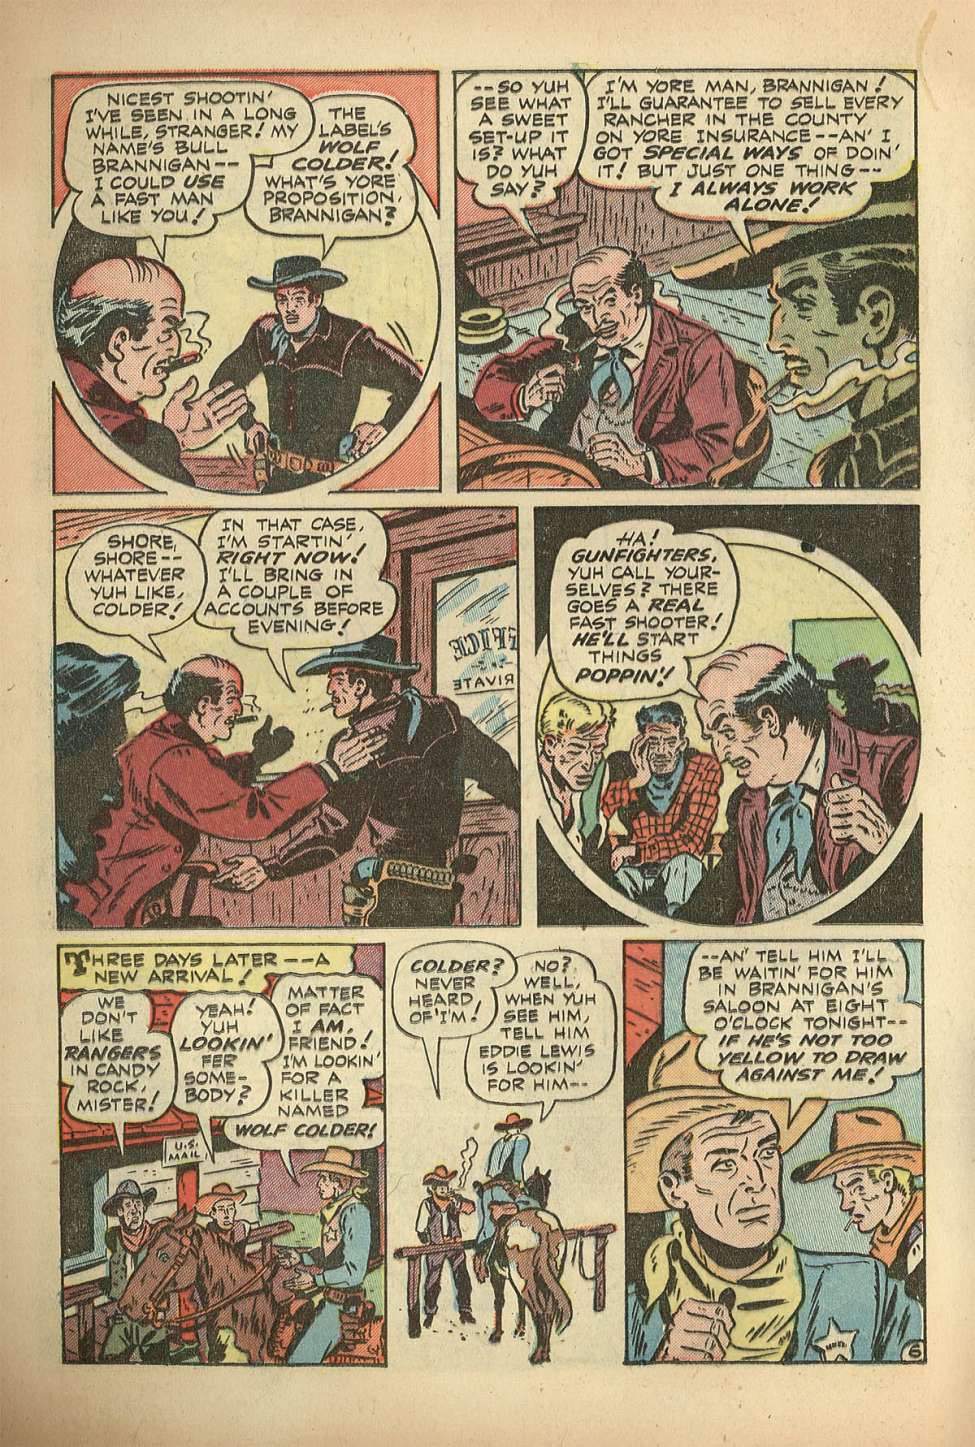 NICEST SHOOTIN'
I'VE SEEN IN A LONG
WHILE, STRANGER! MY
NAME'S BULL
BRANNIGAN--
I COULD USE
A FAST MAN
LIKE YOU!
THE
LABEL'S
WOLF
COLDER!
WHAT'S YORE
PROPOSITION,
BRANNIGAN?
--SO YUH
SEE WHAT
A SWEET
SET-UP IT
IS? WHAT
DO YUH
SAY?
I'M YORE MAN, BRANNIGAN!
I'LL GUARANTEE TO SELL EVERY
RANCHER IN THE COUNTY
ON YORE INSURANCE--AN' I
GOT SPECIAL WAYS OF DOIN'
IT! BUT JUST ONE THING--
I ALWAYS WORK
ALONE!
SHORE,
SHORE--
WHATEVER
YUH LIKE,
COLDER!
IN THAT CASE,
I'M STARTIN'
RIGHT NOW!
I'LL BRING IN
A COUPLE OF
ACCOUNTS BEFORE
EVENING!
FFICE
RIVATE
HA!
GUNFIGHTERS,
YUH CALL YOUR-
SELVES? THERE
GOES A REAL
FAST SHOOTER!
HE'LL START
THINGS
POPPIN'!
THREE DAYS LATER--A
NEW ARRIVAL!
WE
DON'T
LIKE
RANGERS
IN CANDY
ROCK,
MISTER!
YEAH!
YUH
LOOKIN'
FER
SOME-
BODY?
MATTER
OF FACT
I AM,
FRIEND!
I'M LOOKIN'
FOR A
KILLER
NAMED
WOLF COLDER!
U.S.
MAIL
COLDER?
NEVER
HEARD
OF 'IM!
NO?
WELL,
WHEN YUH
SEE HIM,
TELL HIM
EDDIE LEWIS
IS LOOKIN'
FOR HIM--
--AN' TELL HIM I'LL
BE WAITIN' FOR HIM
IN BRANNIGAN'S
SALOON AT EIGHT
O'CLOCK TONIGHT--
IF HE'S NOT TOO
YELLOW TO DRAW
AGAINST ME!
6